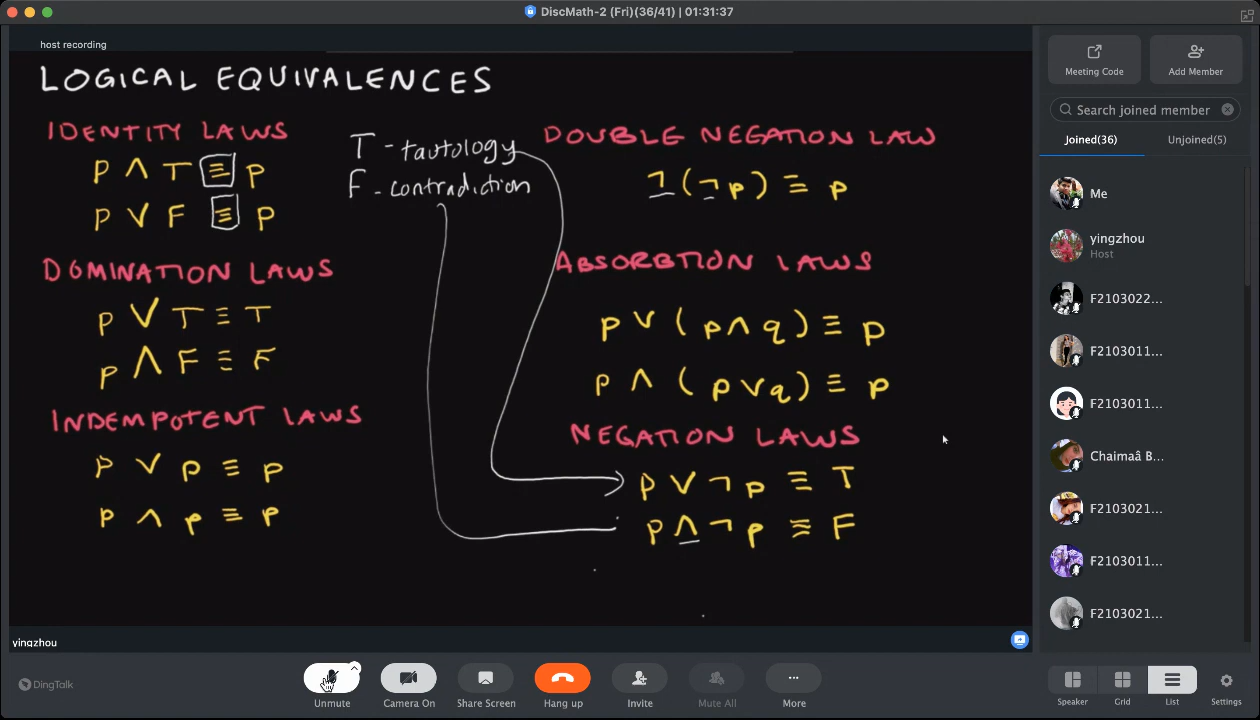 DiscMath-2 (Fri)(36/41) | 01:31:37
host recording
LOGICAL EQUIVALENCES
IDENTITY LAWS
P ∧ T ≡ P
P ∨ F ≡ P
T - tautology
F - contradiction
DOMINATION LAWS
P ∨ T ≡ T
P ∧ F ≡ F
INDEMPOTENT LAWS
P ∨ P ≡ P
P ∧ P ≡ P
DOUBLE NEGATION LAW
¬(¬p) ≡ p
ABSORBTION LAWS
p ∨ (p ∧ q) ≡ p
p ∧ (p ∨ q) ≡ p
NEGATION LAWS
p ∨ ¬p ≡ T
p ∧ ¬p ≡ F
yingzhou
Meeting Code
Add Member
Search joined member
Joined(36)
Unjoined(5)
Me
yingzhou
Host
F2103022...
F2103011...
F2103011...
Chaimaâ B...
F2103021...
F2103011...
F2103021...
DingTalk
Unmute
Camera On
Share Screen
Hang up
Invite
Mute All
More
Speaker
Grid
List
Settings